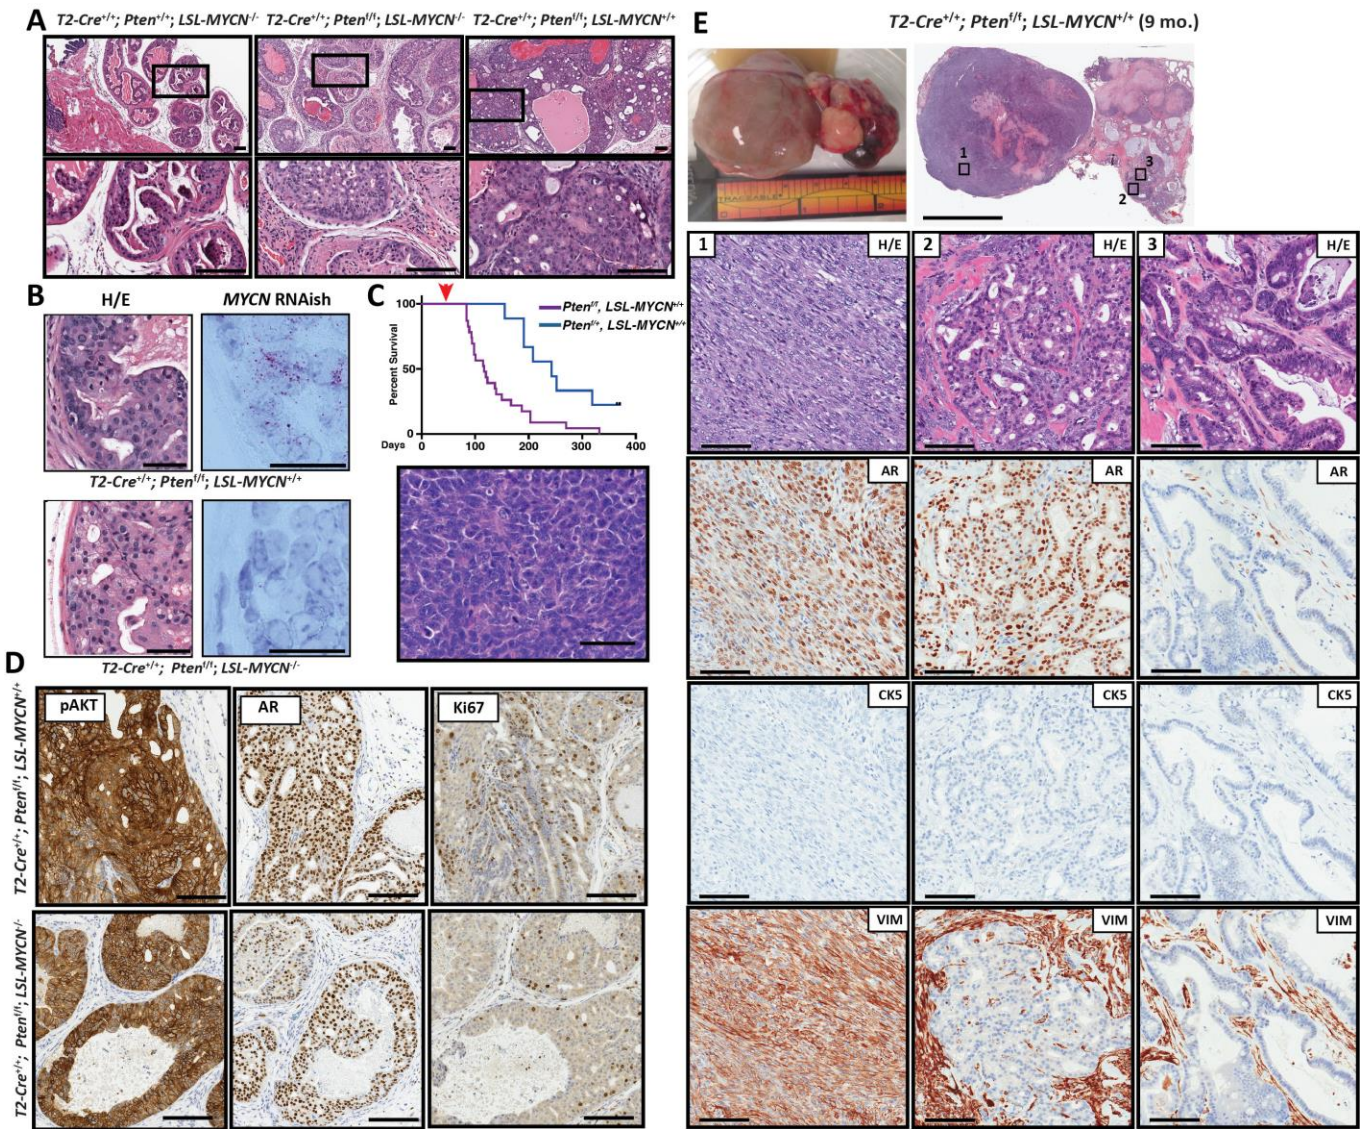 A
T2-Cre+/+; Pten+/+; LSL-MYCN-/-
T2-Cre+/+; Ptenf/f; LSL-MYCN-/-
T2-Cre+/+; Ptenf/f; LSL-MYCN+/+
B
H/E
MYCN RNAish
T2-Cre+/+; Ptenf/f; LSL-MYCN+/+
T2-Cre+/+; Ptenf/f; LSL-MYCN-/-
C
Percent Survival
100
50
0
Days
0
100
200
300
400
Ptenf/f, LSL-MYCN+/+
Ptenf/+, LSL-MYCN+/+
D
T2-Cre+/+; Ptenf/f; LSL-MYCN+/+
pAKT
AR
Ki67
T2-Cre+/+; Ptenf/f; LSL-MYCN-/-
E
T2-Cre+/+; Ptenf/f; LSL-MYCN+/+ (9 mo.)
TRACEABLE
1
3
2
1
H/E
2
H/E
3
H/E
AR
AR
AR
CK5
CK5
CK5
VIM
VIM
VIM